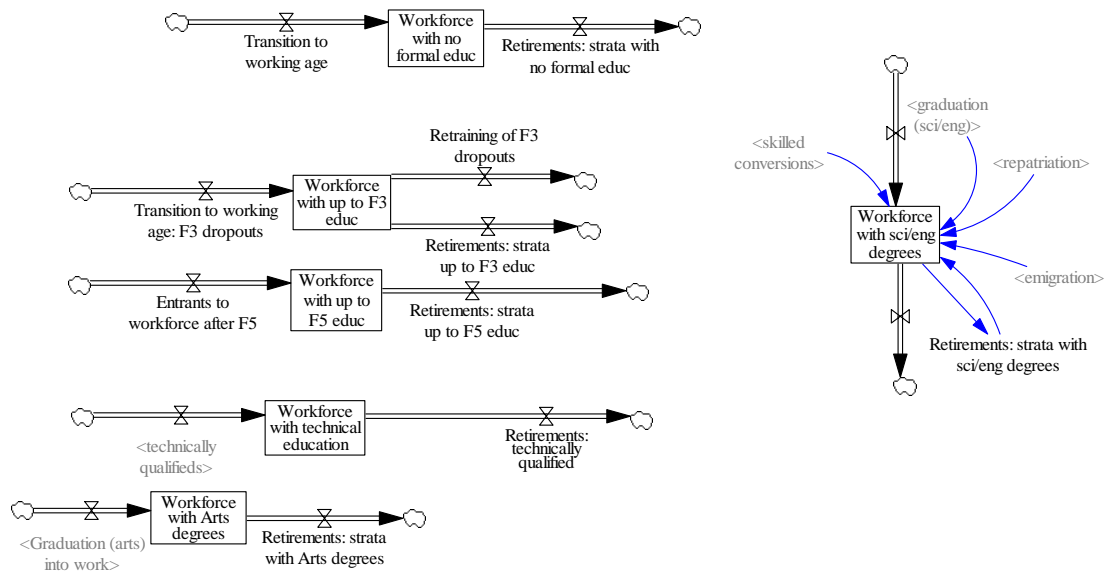 Workforce
with no
formal educ
Transition to
working age
Retirements: strata with
no formal educ
Retraining of F3
dropouts
Workforce
with up to F3
educ
Transition to working
age: F3 dropouts
Retirements: strata
up to F3 educ
Workforce
with up to
F5 educ
Entrants to
workforce after F5
Retirements: strata
up to F5 educ
Workforce
with technical
education
<technically
qualifieds>
Retirements:
technically
qualified
Workforce
with Arts
degrees
<Graduation (arts)
into work>
Retirements: strata
with Arts degrees
<graduation
(sci/eng)>
<skilled
conversions>
<repatriation>
Workforce
with sci/eng
degrees
<emigration>
Retirements: strata with
sci/eng degrees